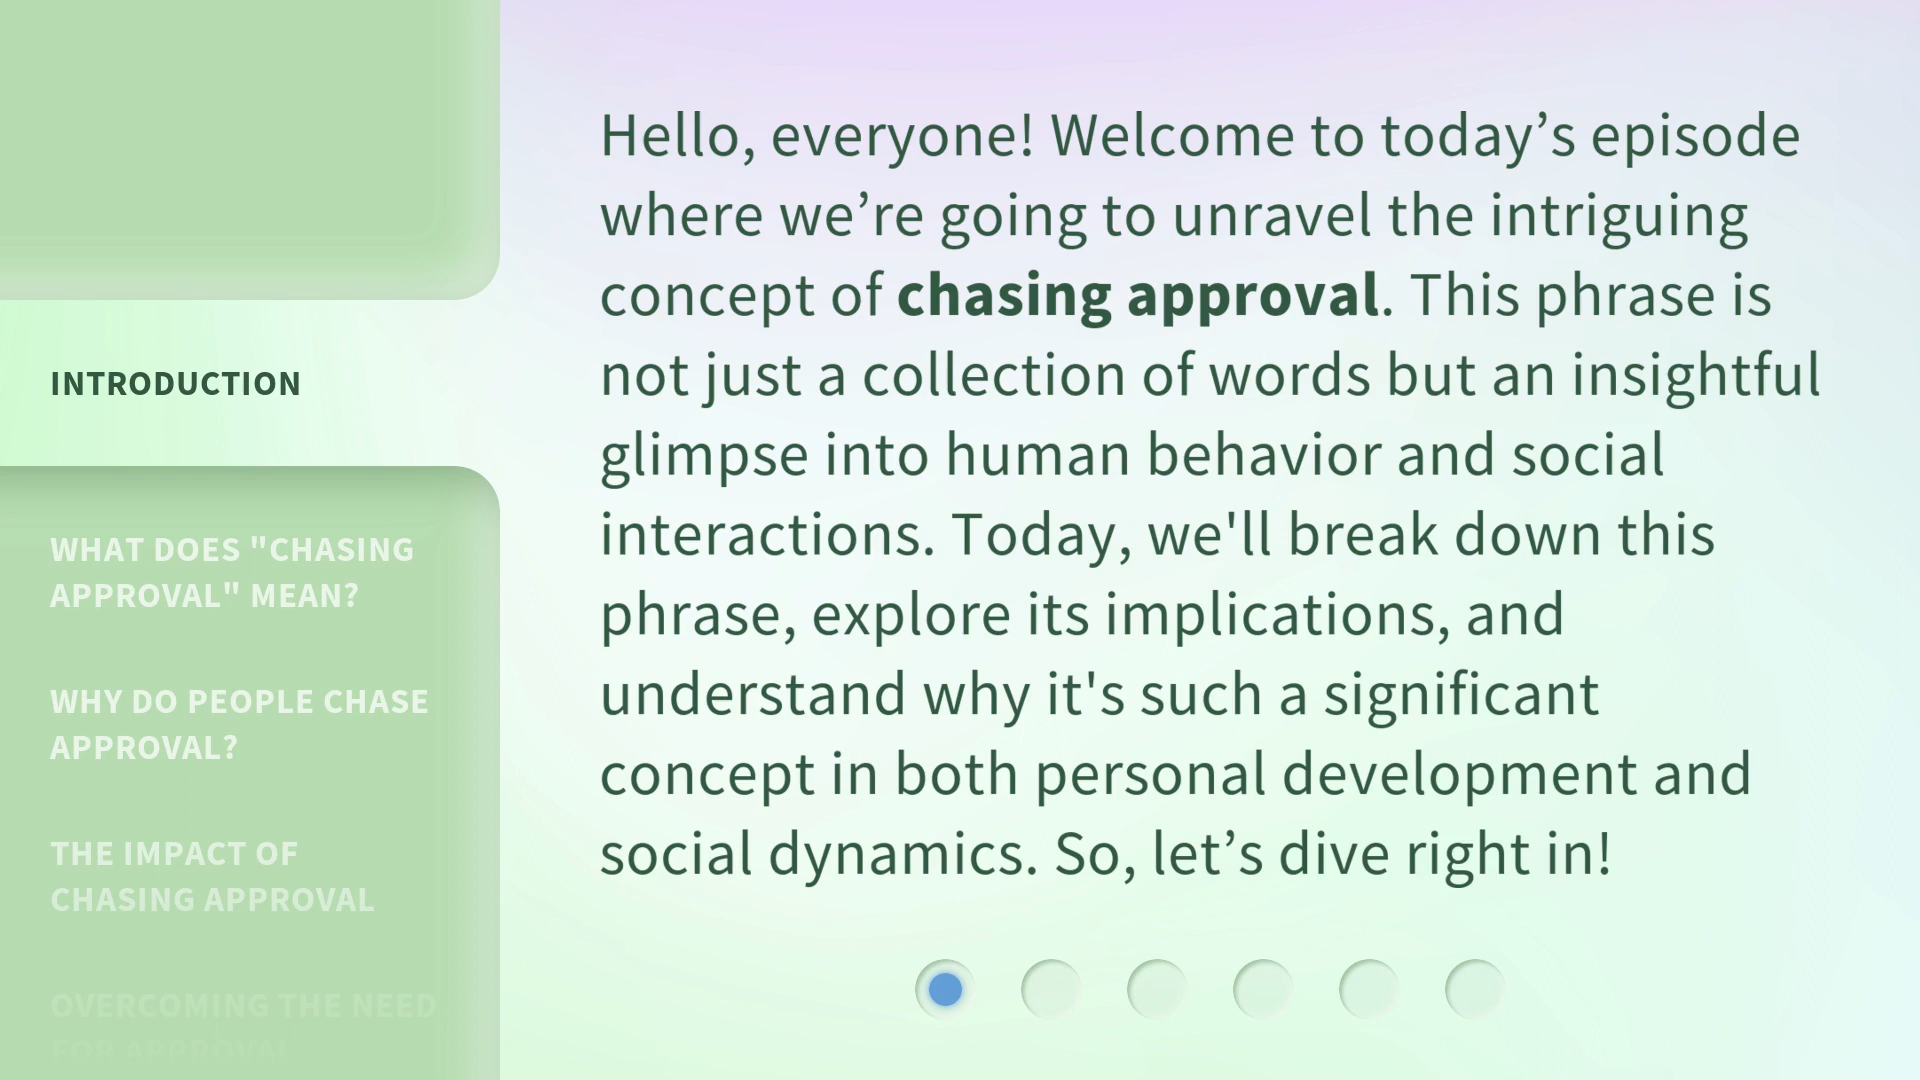 INTRODUCTION
WHAT DOES "CHASING
APPROVAL" MEAN?
WHY DO PEOPLE CHASE
APPROVAL?
THE IMPACT OF
CHASING APPROVAL
OVERCOMING THE NEED
FOR APPROVAL
Hello, everyone! Welcome to today’s episode
where we’re going to unravel the intriguing
concept of chasing approval. This phrase is
not just a collection of words but an insightful
glimpse into human behavior and social
interactions. Today, we'll break down this
phrase, explore its implications, and
understand why it's such a significant
concept in both personal development and
social dynamics. So, let’s dive right in!